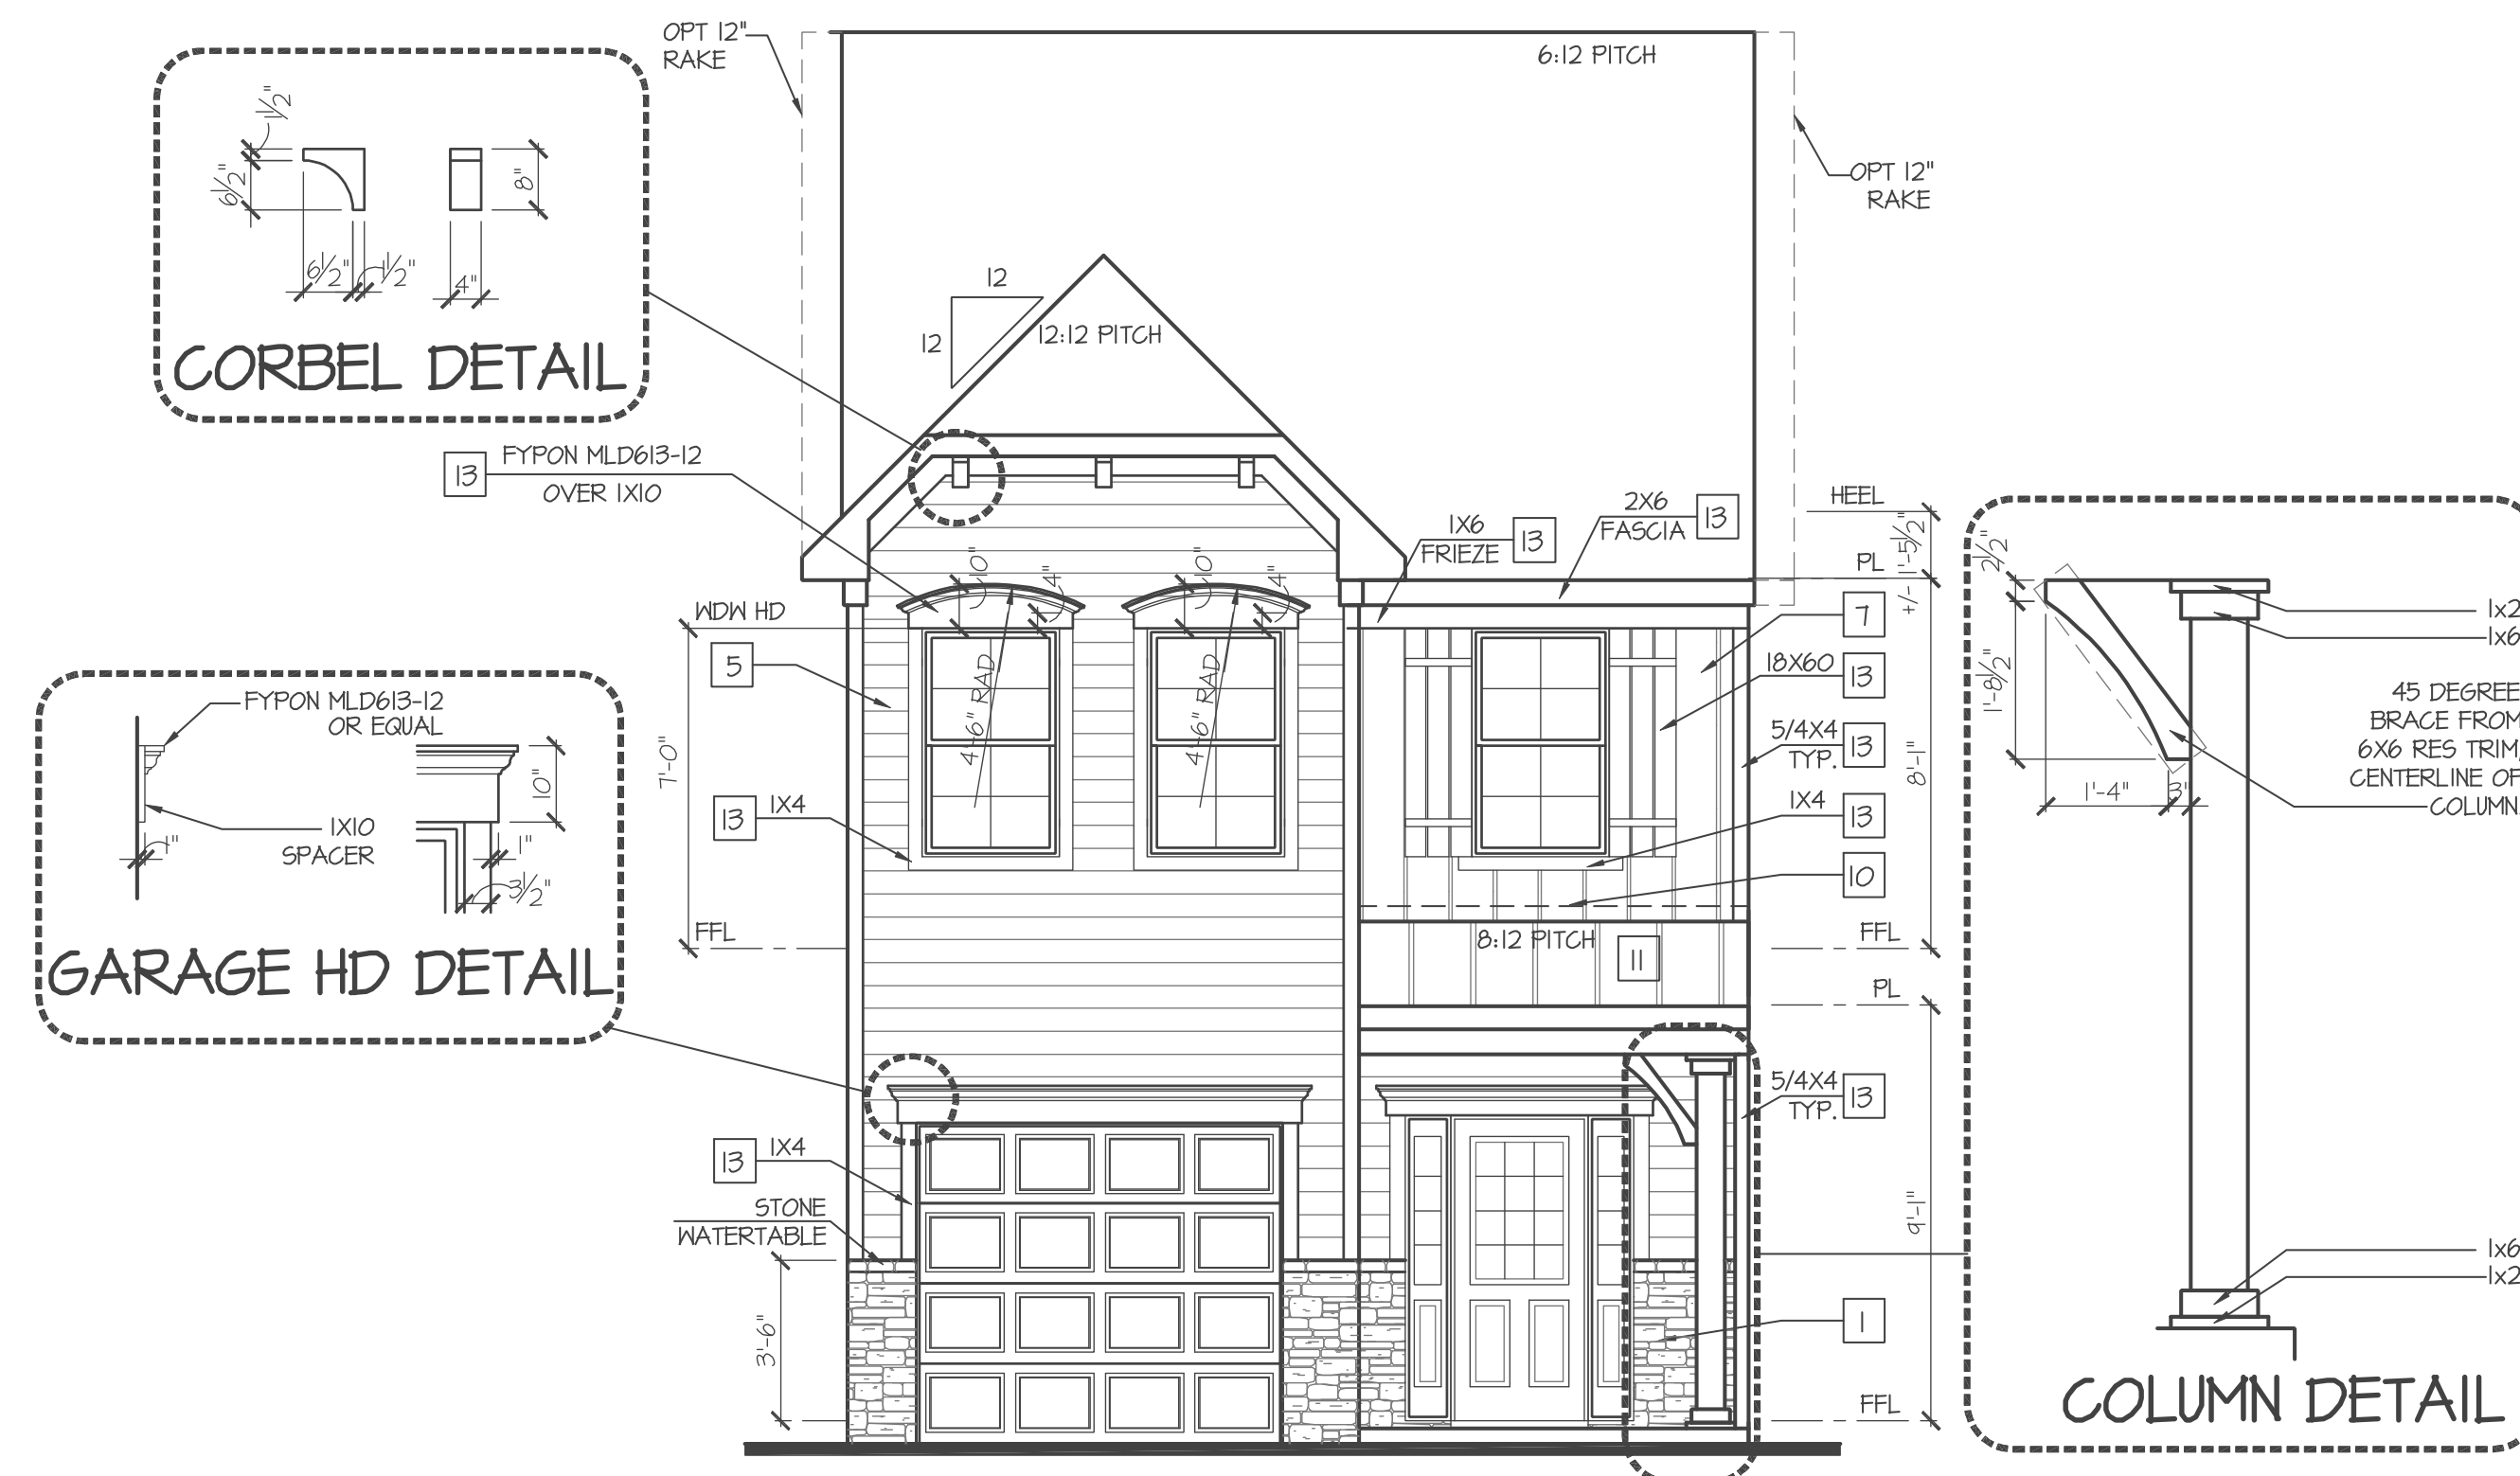 OPT 12"
RAKE
6:12 PITCH
1 1/2"
6 1/2"
8"
6 1/2"
1 1/2"
4"
CORBEL DETAIL
OPT 12"
RAKE
12
12
12:12 PITCH
13
FYPON MLD613-12
OVER 1X10
1X6
FRIEZE
13
2X6
FASCIA
13
HEEL
+/- 1'-5 1/2"
PL
10"
4"
10"
4"
WDW HD
7'-0"
5
4'-6" RAD
4'-6" RAD
13
1X4
FFL
7
18X60
13
5/4X4
TYP.
13
1X4
13
10
8'-1"
FFL
8:12 PITCH
11
PL
FYPON MLD613-12
OR EQUAL
10"
1X10
SPACER
1"
1"
3 1/2"
GARAGE HD DETAIL
5/4X4
TYP.
13
13
1X4
STONE
WATERTABLE
3'-6"
9'-1"
1
FFL
2 1/2"
1'-8 1/2"
1'-4"
3"
1x2
1x6
45 DEGREE
BRACE FROM
6X6 RES TRIM,
CENTERLINE OF
COLUMN
1x6
1x2
COLUMN DETAIL